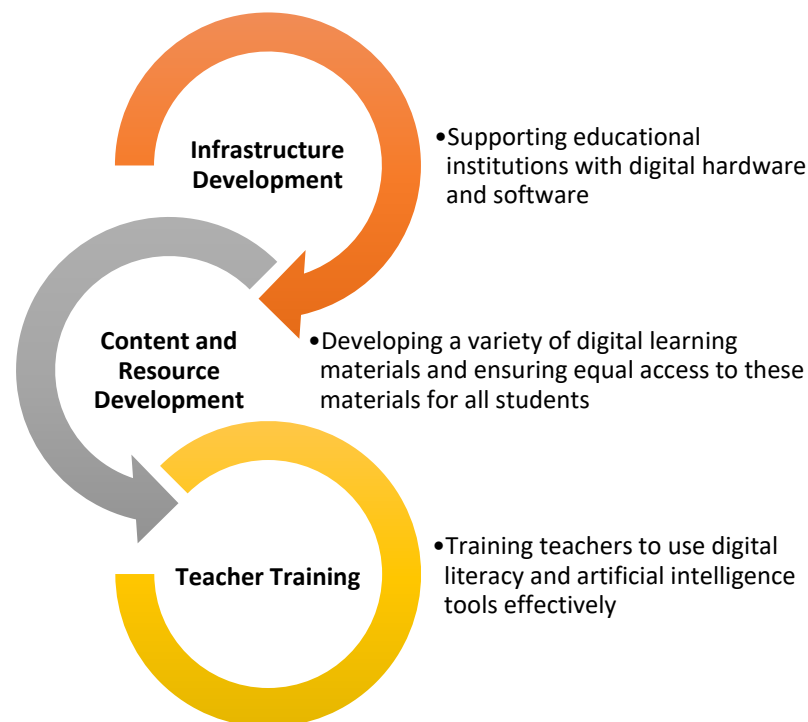 Infrastructure
Development
•Supporting educational
institutions with digital hardware
and software
Content and
Resource
Development
•Developing a variety of digital learning
materials and ensuring equal access to these
materials for all students
Teacher Training
•Training teachers to use digital
literacy and artificial intelligence
tools effectively